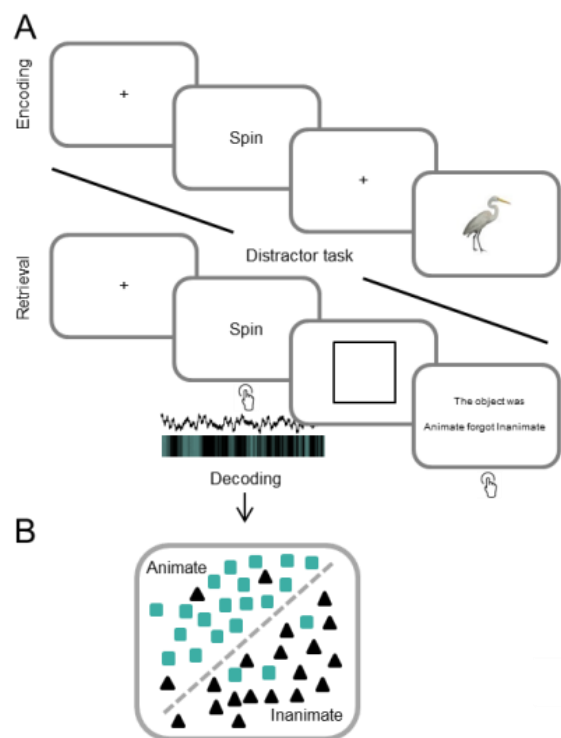 A
Encoding
+
Spin
+
Distractor task
Retrieval
+
Spin
The object was
Animate forgot Inanimate
Decoding
B
Animate
Inanimate